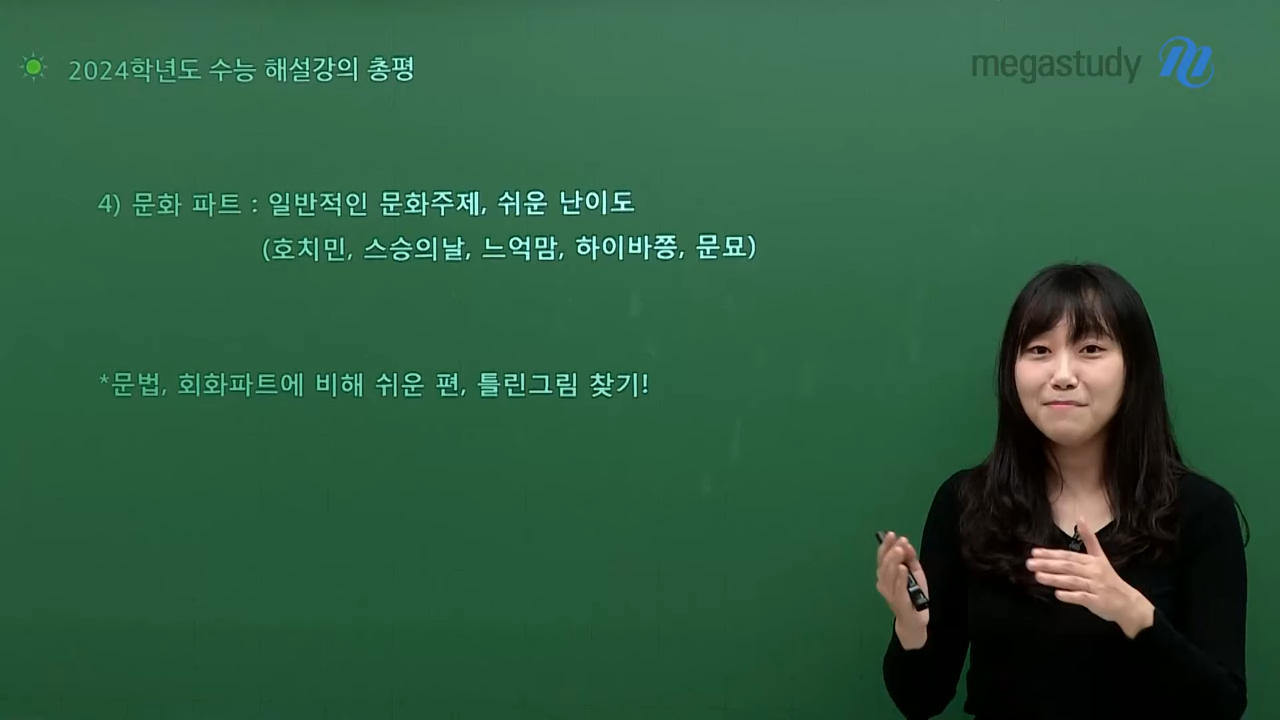 2024학년도 수능 해설강의 총평
megastudy
4) 문화 파트 : 일반적인 문화주제, 쉬운 난이도
(호치민, 스승의날, 느억맘, 하이바쯩, 문묘)
*문법, 회화파트에 비해 쉬운 편, 틀린그림 찾기!